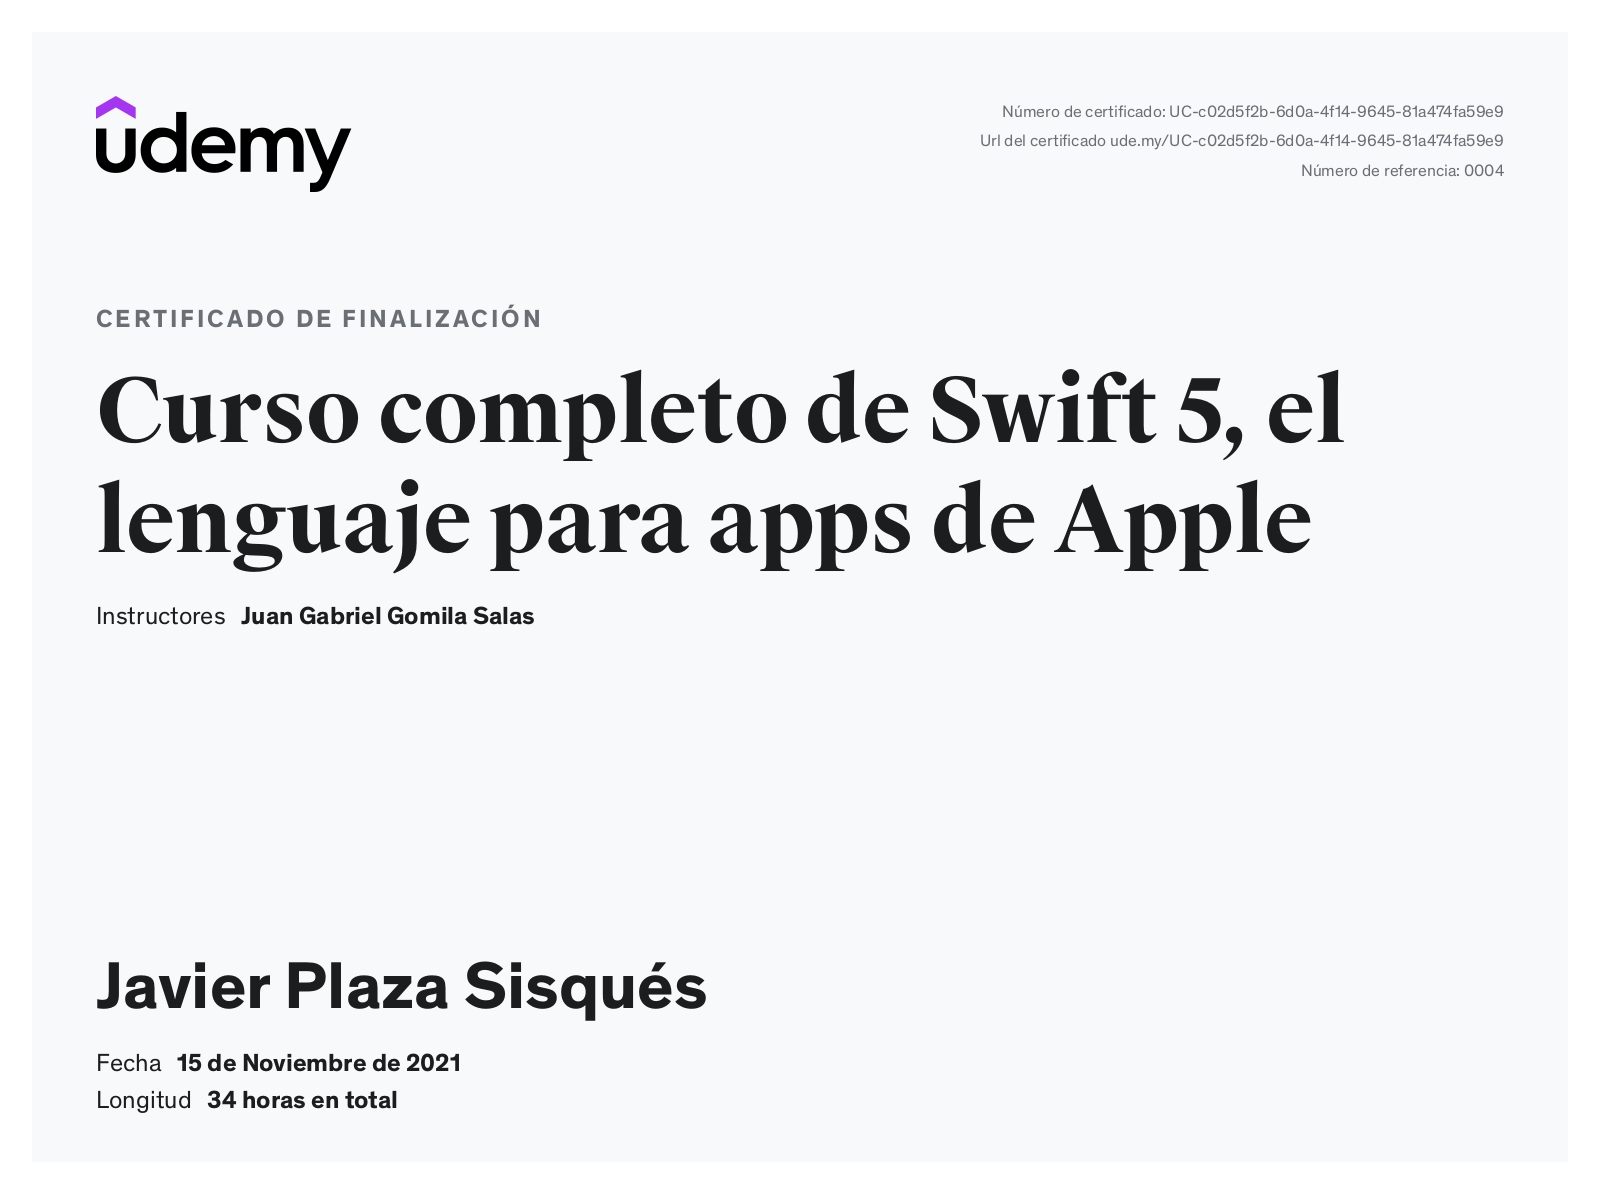 udemy
Número de certificado: UC-c02d5f2b-6d0a-4f14-9645-81a474fa59e9
Url del certificado ude.my/UC-c02d5f2b-6d0a-4f14-9645-81a474fa59e9
Número de referencia: 0004
CERTIFICADO DE FINALIZACIÓN
Curso completo de Swift 5, el
lenguaje para apps de Apple
Instructores Juan Gabriel Gomila Salas
Javier Plaza Sisqués
Fecha 15 de Noviembre de 2021
Longitud 34 horas en total